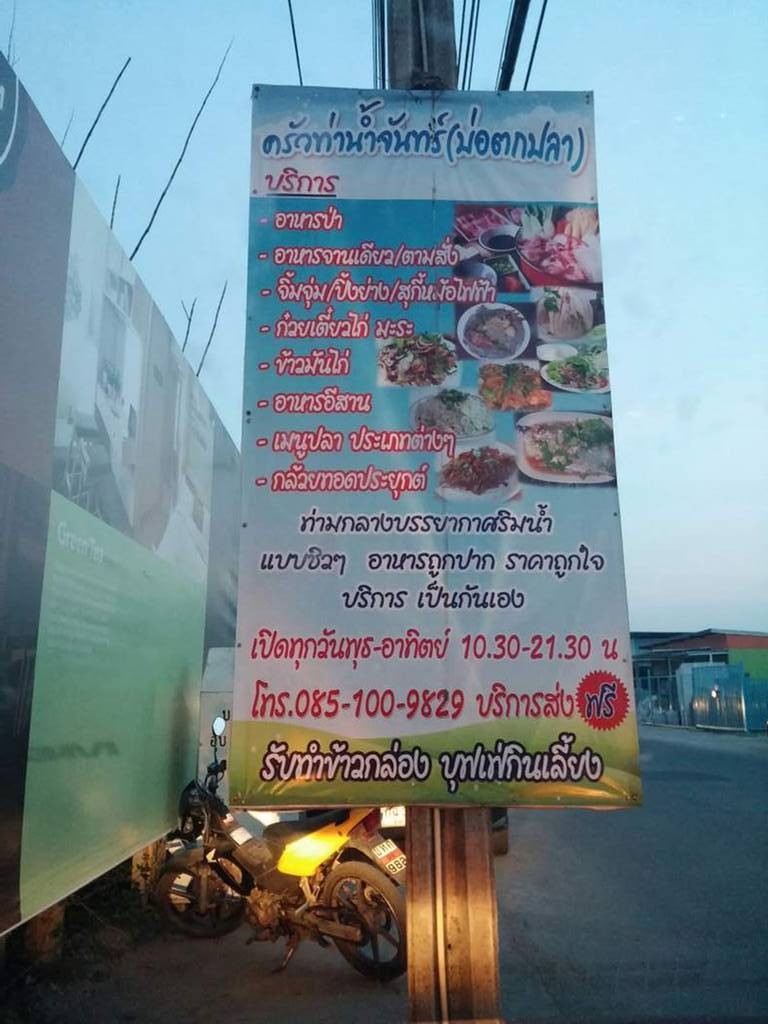 ครัวท่าน้ำจันทร์(บ่อตกปลา)
บริการ
- อาหารป่า
- อาหารจานเดียว/ตามสั่ง
- จิ้มจุ่ม/ปิ้งย่าง/สุกี้หม้อไฟฟ้า
- ก๋วยเตี๋ยวไก่ มะระ
- ข้าวมันไก่
- อาหารอีสาน
- เมนูปลา ประเภทต่างๆ
- กล้วยทอดประยุกต์
ท่ามกลางบรรยากาศริมน้ำ
แบบชิวๆ อาหารถูกปาก ราคาถูกใจ
บริการ เป็นกันเอง
เปิดทุกวันพุธ-อาทิตย์ 10.30-21.30 น
โทร.085-100-9829 บริการส่ง ฟรี
รับทำข้าวกล่อง บุฟเฟ่กินเลี้ยง